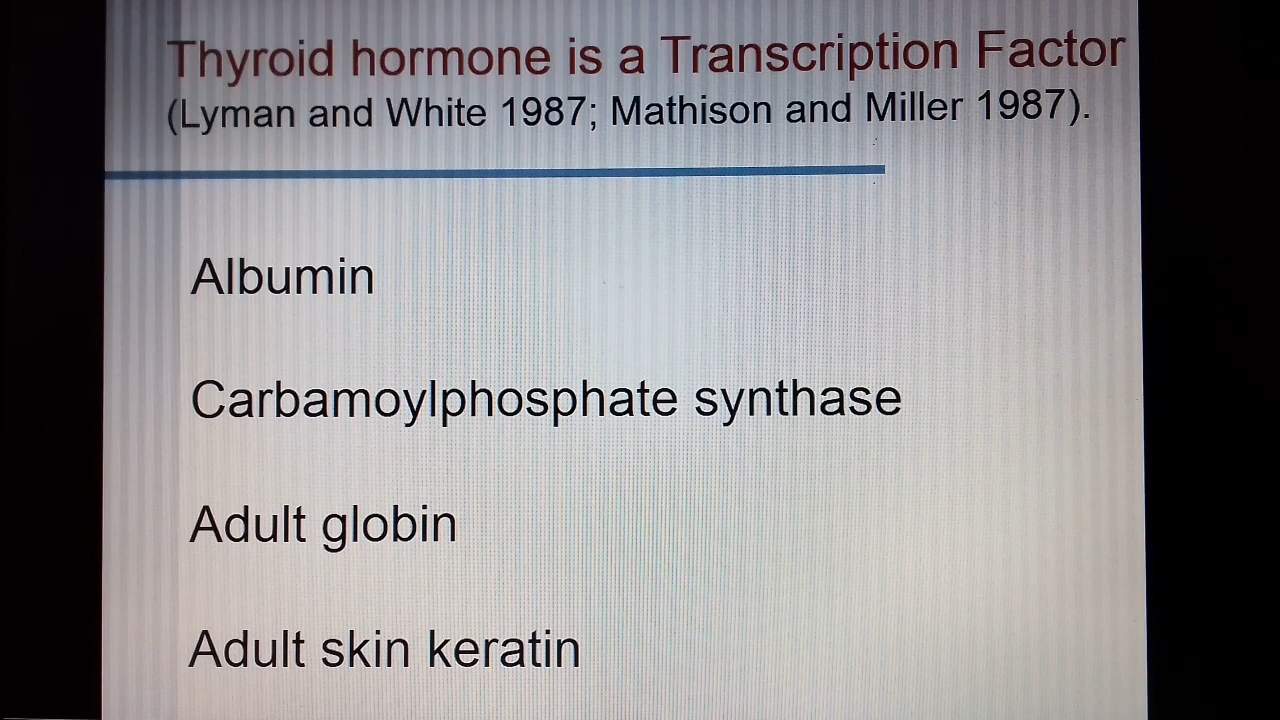 Thyroid hormone is a Transcription Factor
(Lyman and White 1987; Mathison and Miller 1987).
Albumin
Carbamoylphosphate synthase
Adult globin
Adult skin keratin